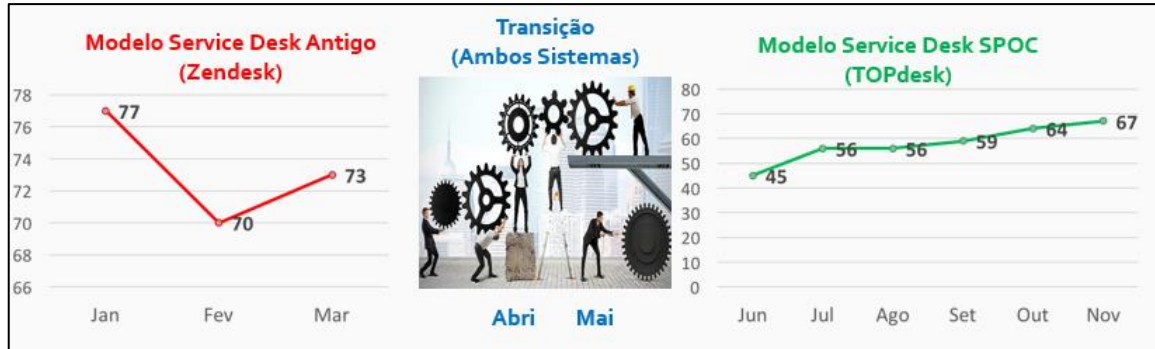 Modelo Service Desk Antigo
(Zendesk)
78
76
74
72
70
68
66
77
70
73
Jan Fev Mar
Transição
(Ambos Sistemas)
Abri Mai
Modelo Service Desk SPOC
(TOPdesk)
80
70
60
50
40
30
20
10
0
45
56
56
59
64
67
Jun Jul Ago Set Out Nov